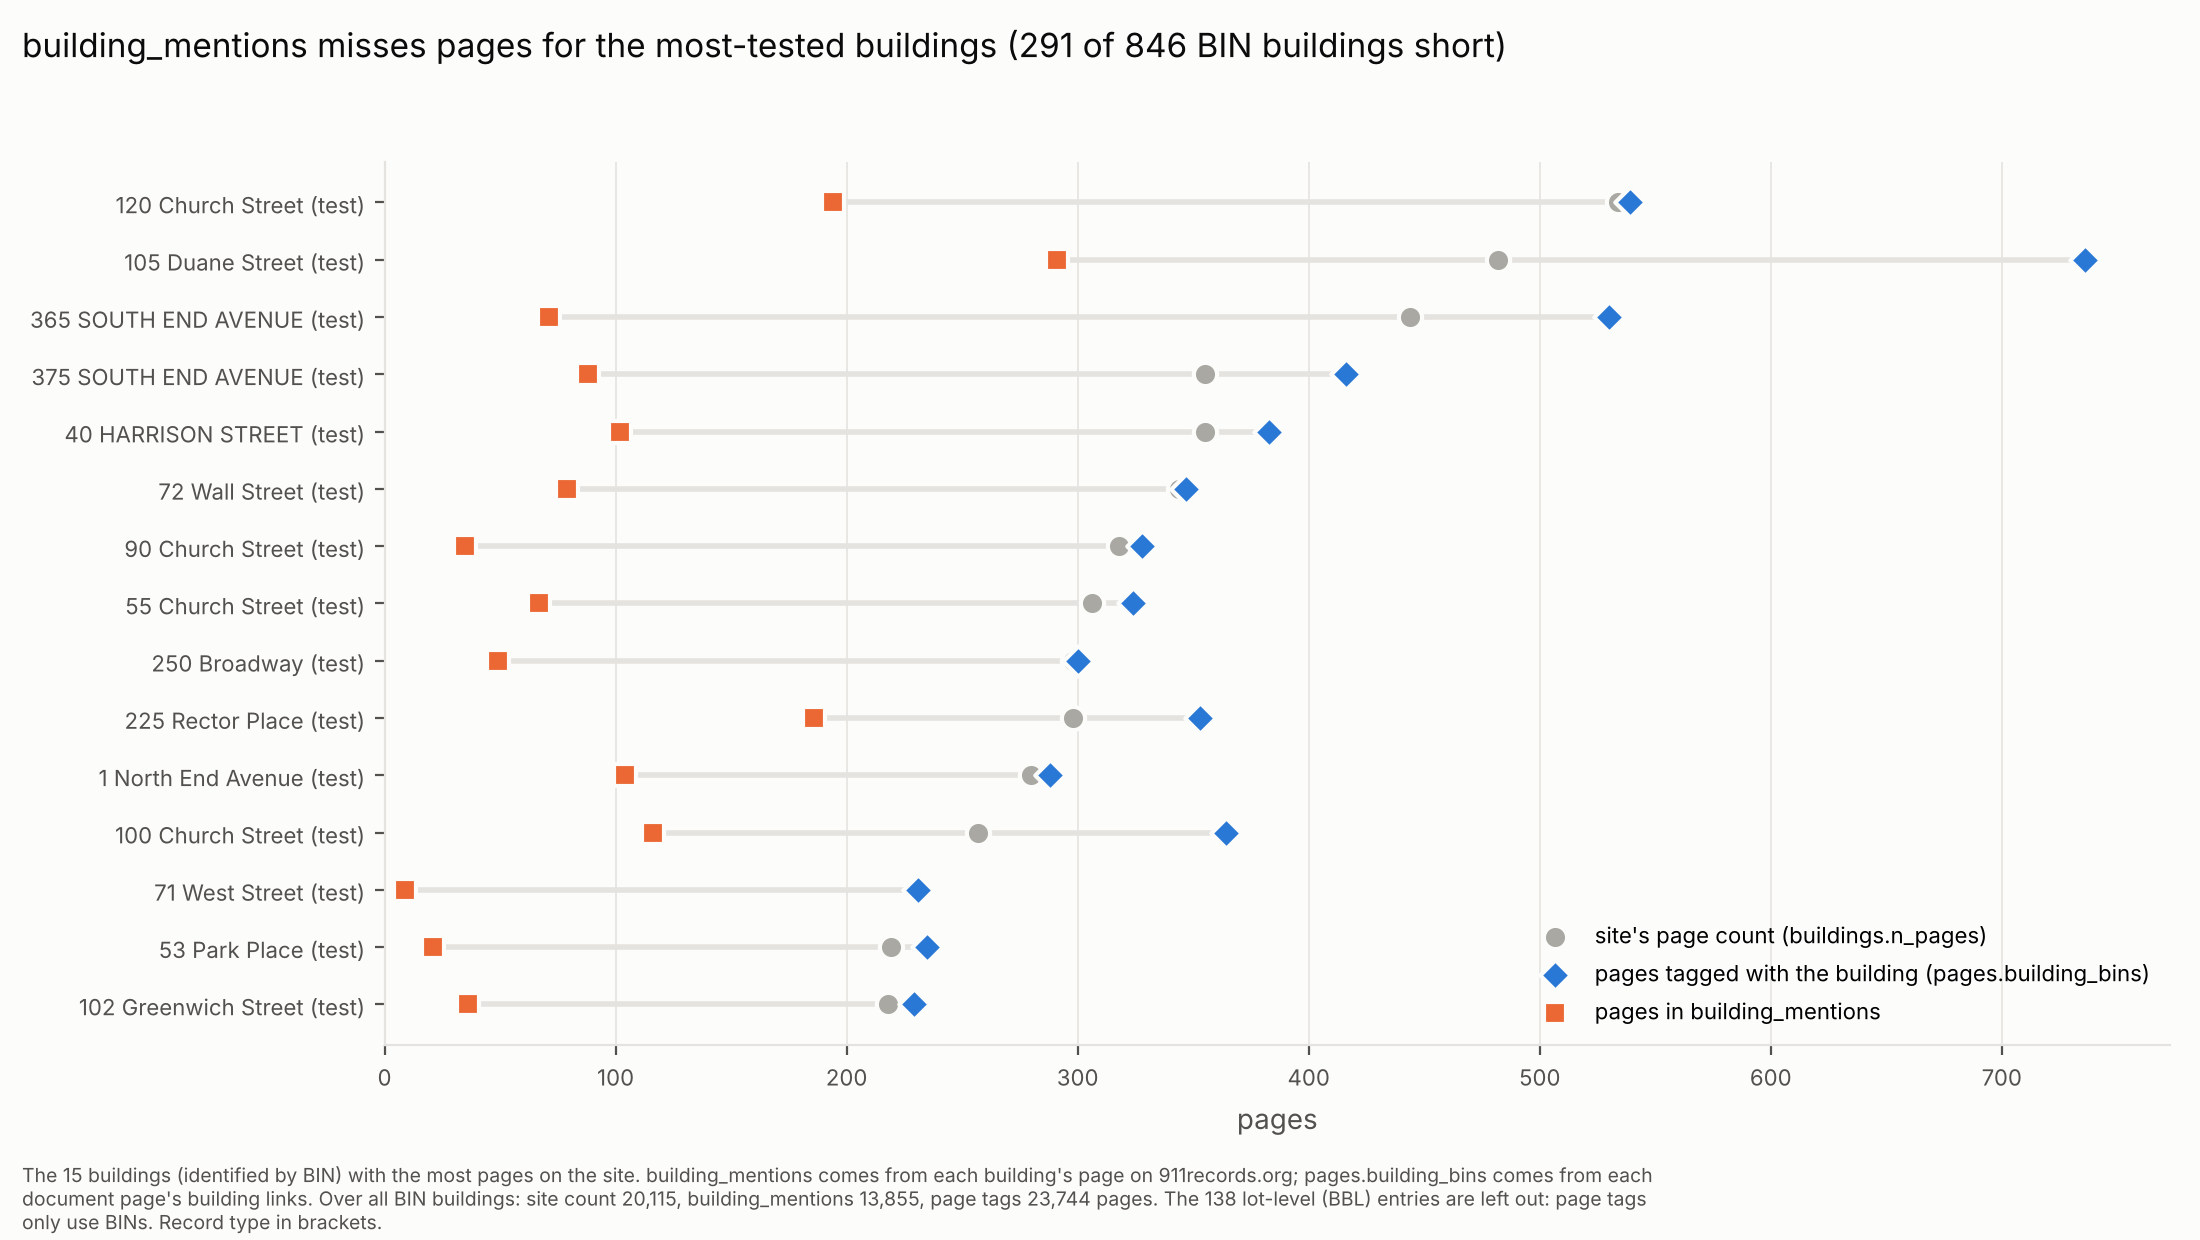 building_mentions misses pages for the most-tested buildings (291 of 846 BIN buildings short)
120 Church Street (test)
105 Duane Street (test)
365 SOUTH END AVENUE (test)
375 SOUTH END AVENUE (test)
40 HARRISON STREET (test)
72 Wall Street (test)
90 Church Street (test)
55 Church Street (test)
250 Broadway (test)
225 Rector Place (test)
1 North End Avenue (test)
100 Church Street (test)
71 West Street (test)
53 Park Place (test)
102 Greenwich Street (test)
site's page count (buildings.n_pages)
pages tagged with the building (pages.building_bins)
pages in building_mentions
0 100 200 300 400 500 600 700
pages
The 15 buildings (identified by BIN) with the most pages on the site. building_mentions comes from each building's page on 911records.org; pages.building_bins comes from each
document page's building links. Over all BIN buildings: site count 20,115, building_mentions 13,855, page tags 23,744 pages. The 138 lot-level (BBL) entries are left out: page tags
only use BINs. Record type in brackets.